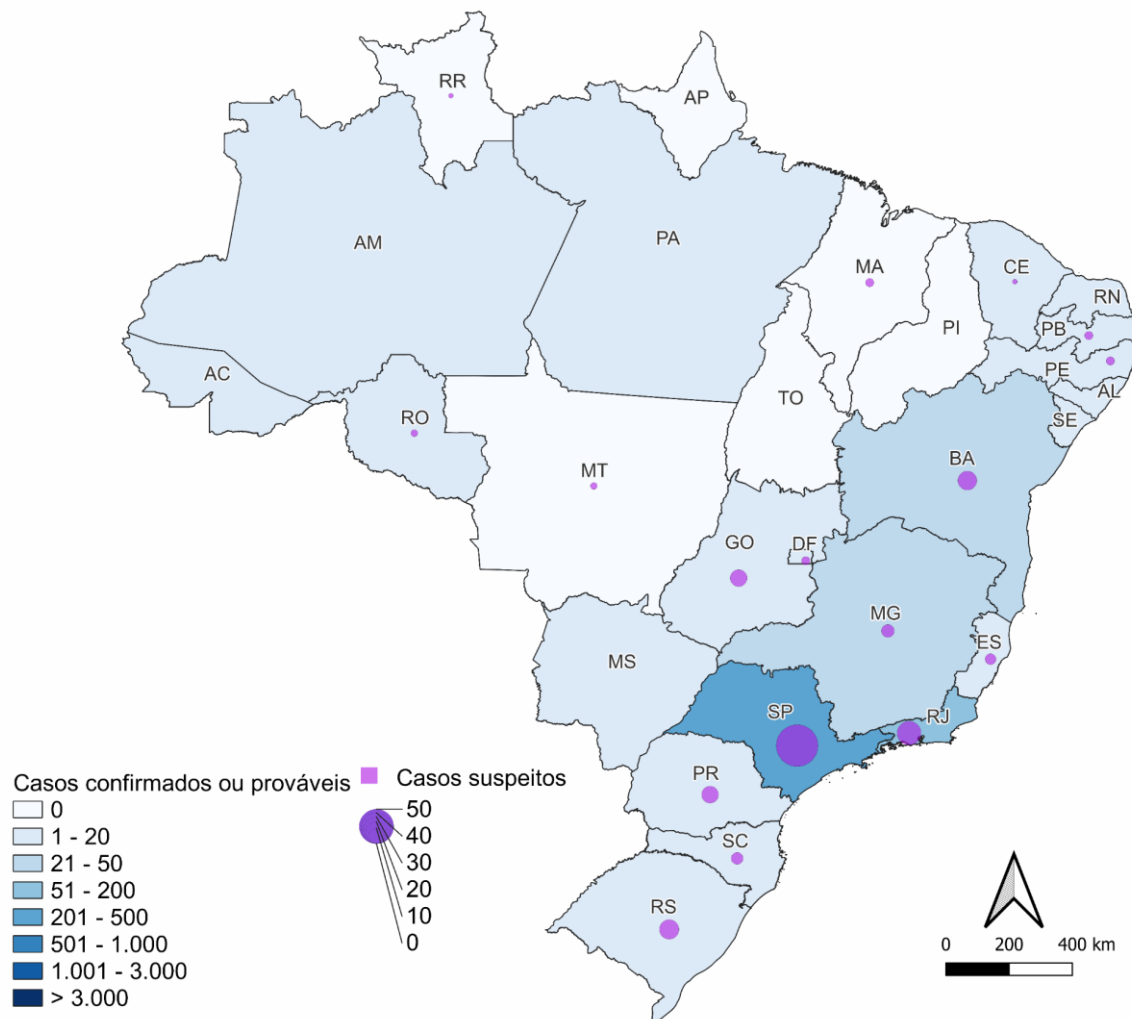 RR
AP
AM
PA
MA
CE
RN
PI
PB
PE
AC
TO
AL
RO
SE
BA
MT
GO
DF
MG
MS
ES
SP
RJ
PR
SC
RS
Casos confirmados ou prováveis
0
1 - 20
21 - 50
51 - 200
201 - 500
501 - 1.000
1.001 - 3.000
> 3.000
Casos suspeitos
50
40
30
20
10
0
0 200 400 km